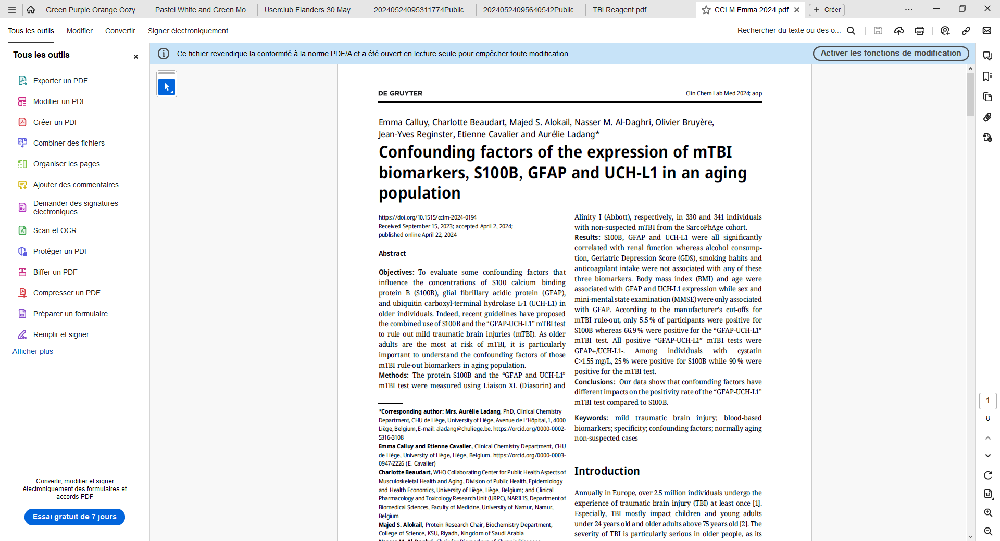 Green Purple Orange Cozy...
Pastel White and Green Mo...
Userclub Flanders 30 May....
20240524095311774Public...
20240524095640542Public...
TBI Reagent.pdf
CCLM Emma 2024.pdf
Créer
Tous les outils
Modifier
Convertir
Signer électroniquement
Rechercher du texte ou des o...
Tous les outils
Ce fichier revendique la conformité à la norme PDF/A et a été ouvert en lecture seule pour empêcher toute modification.
Activer les fonctions de modification
Exporter un PDF
Modifier un PDF
Créer un PDF
Combiner des fichiers
Organiser les pages
Ajouter des commentaires
Demander des signatures
électroniques
Scan et OCR
Protéger un PDF
Biffer un PDF
Compresser un PDF
Préparer un formulaire
Remplir et signer
Afficher plus
Convertir, modifier et signer
électroniquement des formulaires et
accords PDF
Essai gratuit de 7 jours
DE GRUYTER
Clin Chem Lab Med 2024; aop
Emma Calluy, Charlotte Beaudart, Majed S. Alokail, Nasser M. Al-Daghri, Olivier Bruyère,
Jean-Yves Reginster, Etienne Cavalier and Aurélie Ladang*
Confounding factors of the expression of mTBI
biomarkers, S100B, GFAP and UCH-L1 in an aging
population
https://doi.org/10.1515/cclm-2024-0194
Received September 15, 2023; accepted April 2, 2024;
published online April 22, 2024
Abstract
Objectives: To evaluate some confounding factors that
influence the concentrations of S100 calcium binding
protein B (S100B), glial fibrillary acidic protein (GFAP),
and ubiquitin carboxyl-terminal hydrolase L-1 (UCH-L1) in
older individuals. Indeed, recent guidelines have proposed
the combined use of S100B and the “GFAP-UCH-L1” mTBI test
to rule out mild traumatic brain injuries (mTBI). As older
adults are the most at risk of mTBI, it is particularly
important to understand the confounding factors of those
mTBI rule-out biomarkers in aging population.
Methods: The protein S100B and the “GFAP and UCH-L1”
mTBI test were measured using Liaison XL (Diasorin) and
*Corresponding author: Mrs. Aurélie Ladang, PhD, Clinical Chemistry
Department, CHU de Liège, University of Liège, Avenue de L’Hôpital, 1, 4000
Liège, Belgium, E-mail: aladang@chuliege.be. https://orcid.org/0000-0002-
5316-3108
Emma Calluy and Etienne Cavalier, Clinical Chemistry Department, CHU
de Liège, University of Liège, Liège, Belgium. https://orcid.org/0000-0003-
0947-2226 (E. Cavalier)
Charlotte Beaudart, WHO Collaborating Center for Public Health Aspects of
Musculoskeletal Health and Aging, Division of Public Health, Epidemiology
and Health Economics, University of Liège, Liège, Belgium; and Clinical
Pharmacology and Toxicology Research Unit (URPC), NARILIS, Department of
Biomedical Sciences, Faculty of Medicine, University of Namur, Namur,
Belgium
Majed S. Alokail, Protein Research Chair, Biochemistry Department,
College of Science, KSU, Riyadh, Kingdom of Saudi Arabia
Alinity I (Abbott), respectively, in 330 and 341 individuals
with non-suspected mTBI from the SarcoPhAge cohort.
Results: S100B, GFAP and UCH-L1 were all significantly
correlated with renal function whereas alcohol consump-
tion, Geriatric Depression Score (GDS), smoking habits and
anticoagulant intake were not associated with any of these
three biomarkers. Body mass index (BMI) and age were
associated with GFAP and UCH-L1 expression while sex and
mini-mental state examination (MMSE) were only associated
with GFAP. According to the manufacturer’s cut-offs for
mTBI rule-out, only 5.5 % of participants were positive for
S100B whereas 66.9 % were positive for the “GFAP-UCH-L1”
mTBI test. All positive “GFAP-UCH-L1” mTBI tests were
GFAP+/UCH-L1-. Among individuals with cystatin
C>1.55 mg/L, 25 % were positive for S100B while 90 % were
positive for the mTBI test.
Conclusions: Our data show that confounding factors have
different impacts on the positivity rate of the “GFAP-UCH-L1”
mTBI test compared to S100B.
Keywords: mild traumatic brain injury; blood-based
biomarkers; specificity; confounding factors; normally aging
non-suspected cases
Introduction
Annually in Europe, over 2.5 million individuals undergo the
experience of traumatic brain injury (TBI) at least once [1].
Especially, TBI mostly impact children and young adults
under 24 years old and older adults above 75 years old [2]. The
severity of TBI is particularly serious in older people, as its
1
8